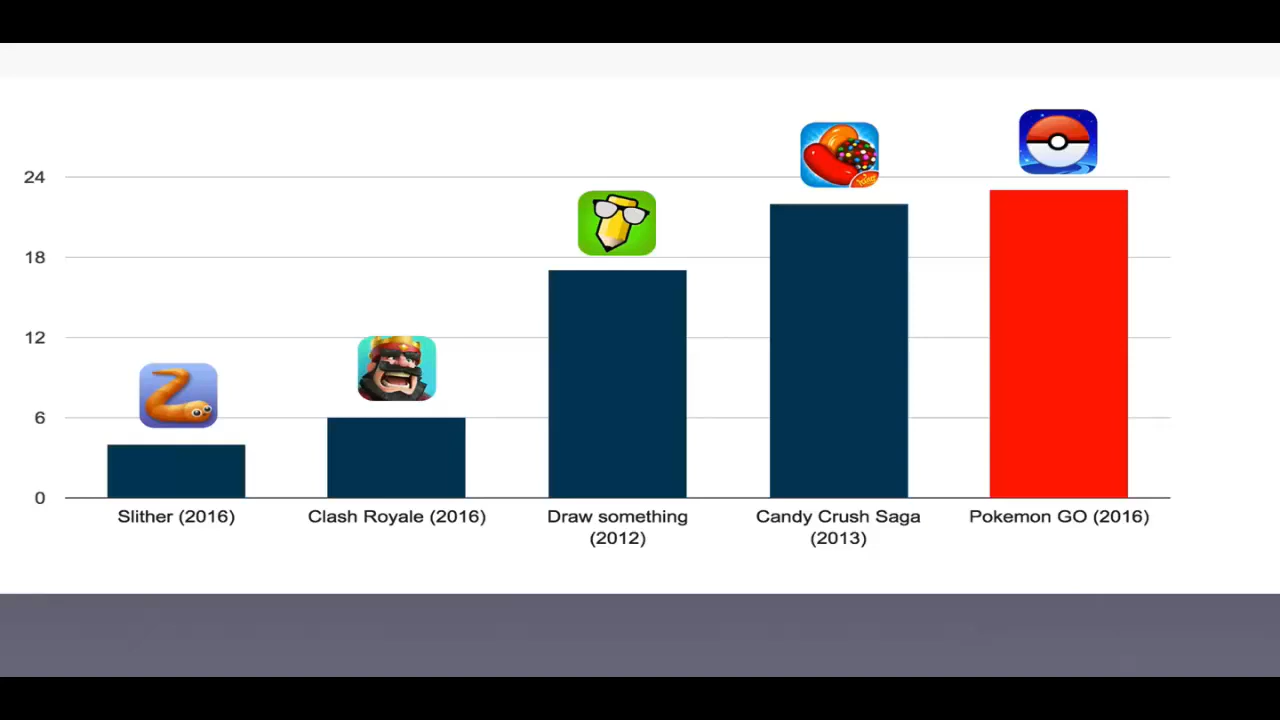 24
18
12
6
0
Slither (2016)
Clash Royale (2016)
Draw something
(2012)
Candy Crush Saga
(2013)
Pokemon GO (2016)